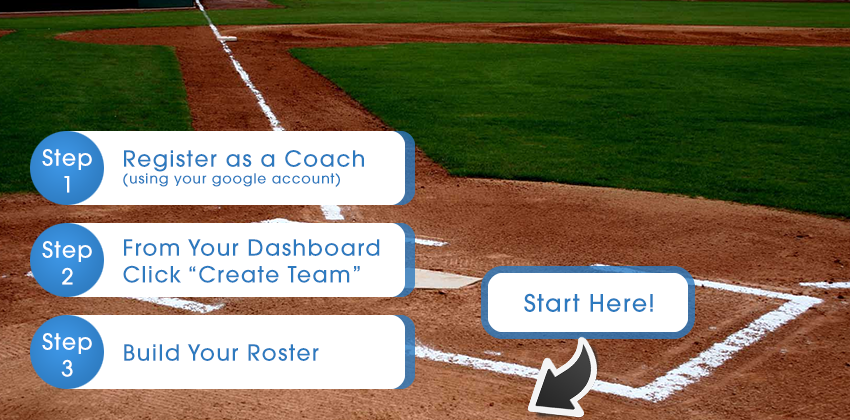 Step
1
Register as a Coach
(using your google account)
Step
2
From Your Dashboard
Click “Create Team”
Step
3
Build Your Roster
Start Here!